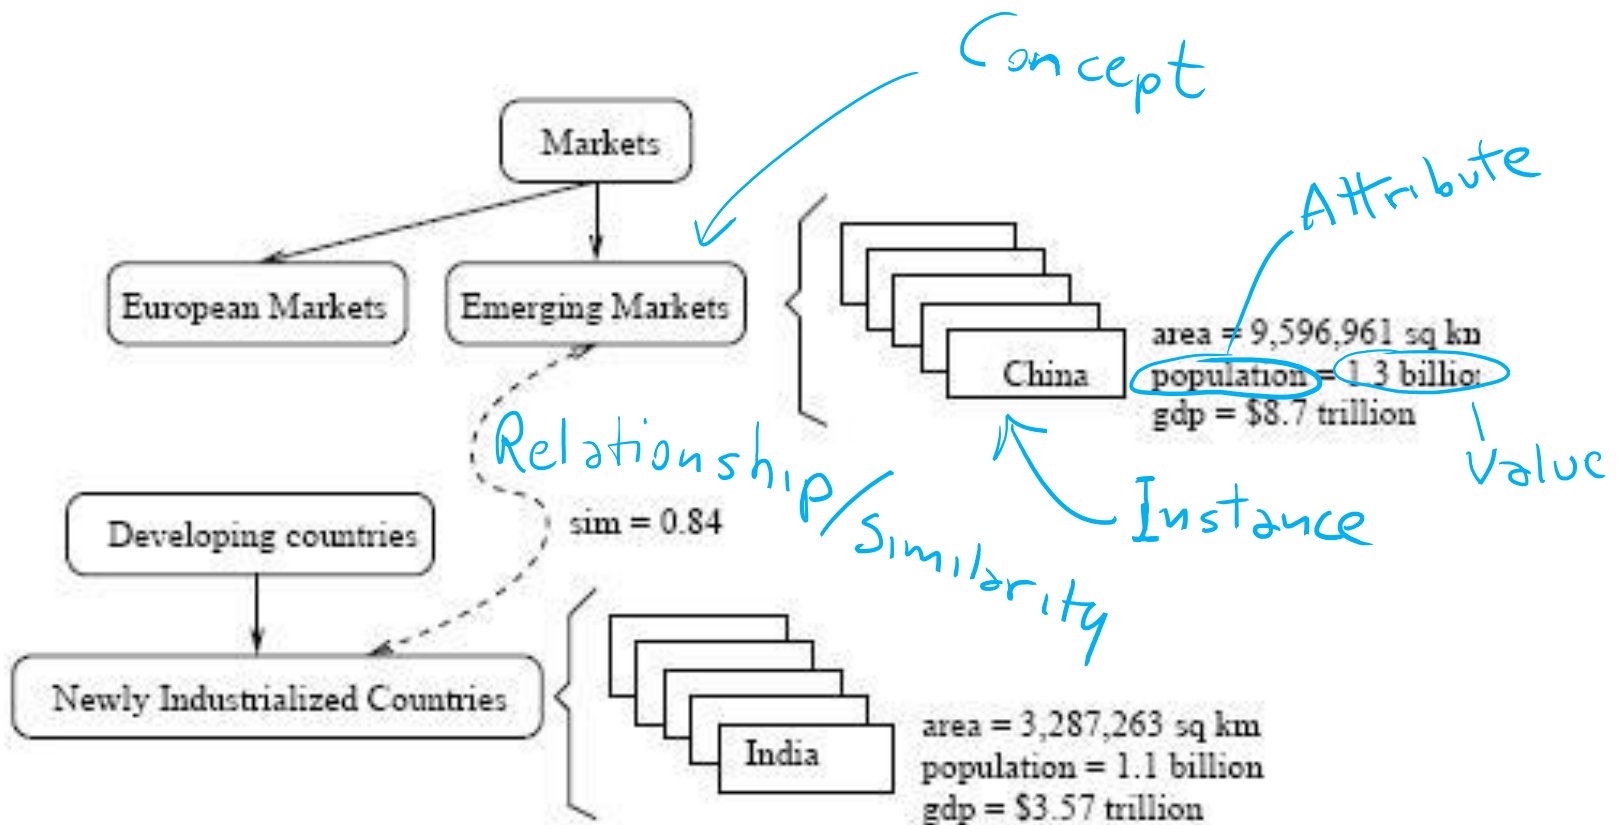 Concept
Markets
Attribute
European Markets
Emerging Markets
area = 9,596,961 sq kn
China
population = 1.3 billio
gdp = $8.7 trillion
Value
Relationship/similarity
Instance
sim = 0.84
Developing countries
Newly Industrialized Countries
India
area = 3,287,263 sq km
population = 1.1 billion
gdp = $3.57 trillion